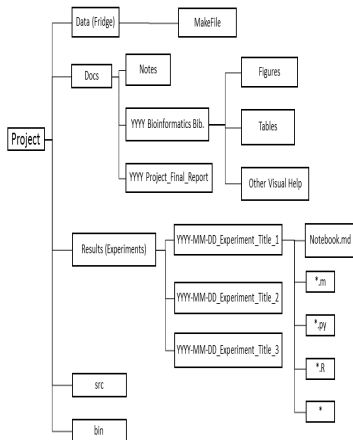 Project
Data (Fridge)
MakeFile
Docs
Notes
YYYY Bioinformatics Bib.
Figures
Tables
Other Visual Help
YYYY Project_Final_Report
Results (Experiments)
YYYY-MM-DD_Experiment_Title_1
Notebook.md
*.m
*.py
*.R
*
YYYY-MM-DD_Experiment_Title_2
YYYY-MM-DD_Experiment_Title_3
src
bin